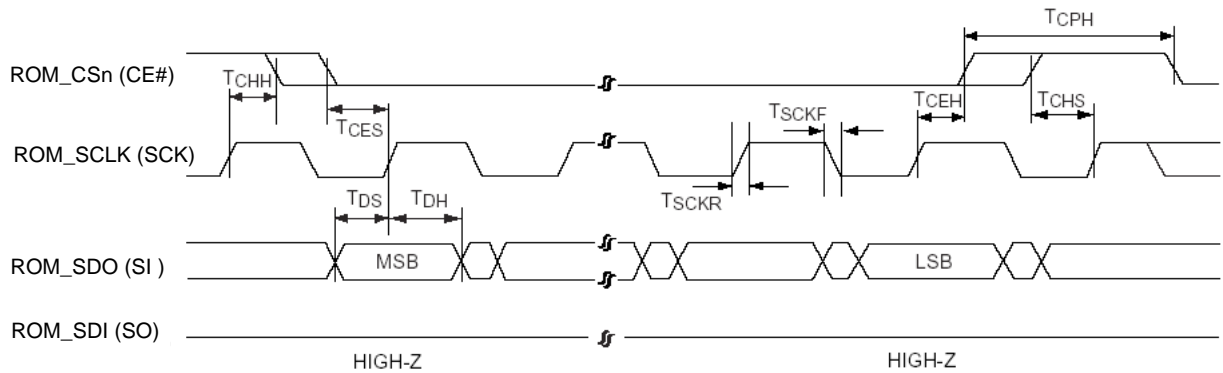 TCPH
ROM_CSn (CE#)
TCHH
TCES
TSCKF
TCEH
TCHS
ROM_SCLK (SCK)
TDS
TDH
TSCKR
ROM_SDO (SI )
MSB
LSB
ROM_SDI (SO)
HIGH-Z
HIGH-Z